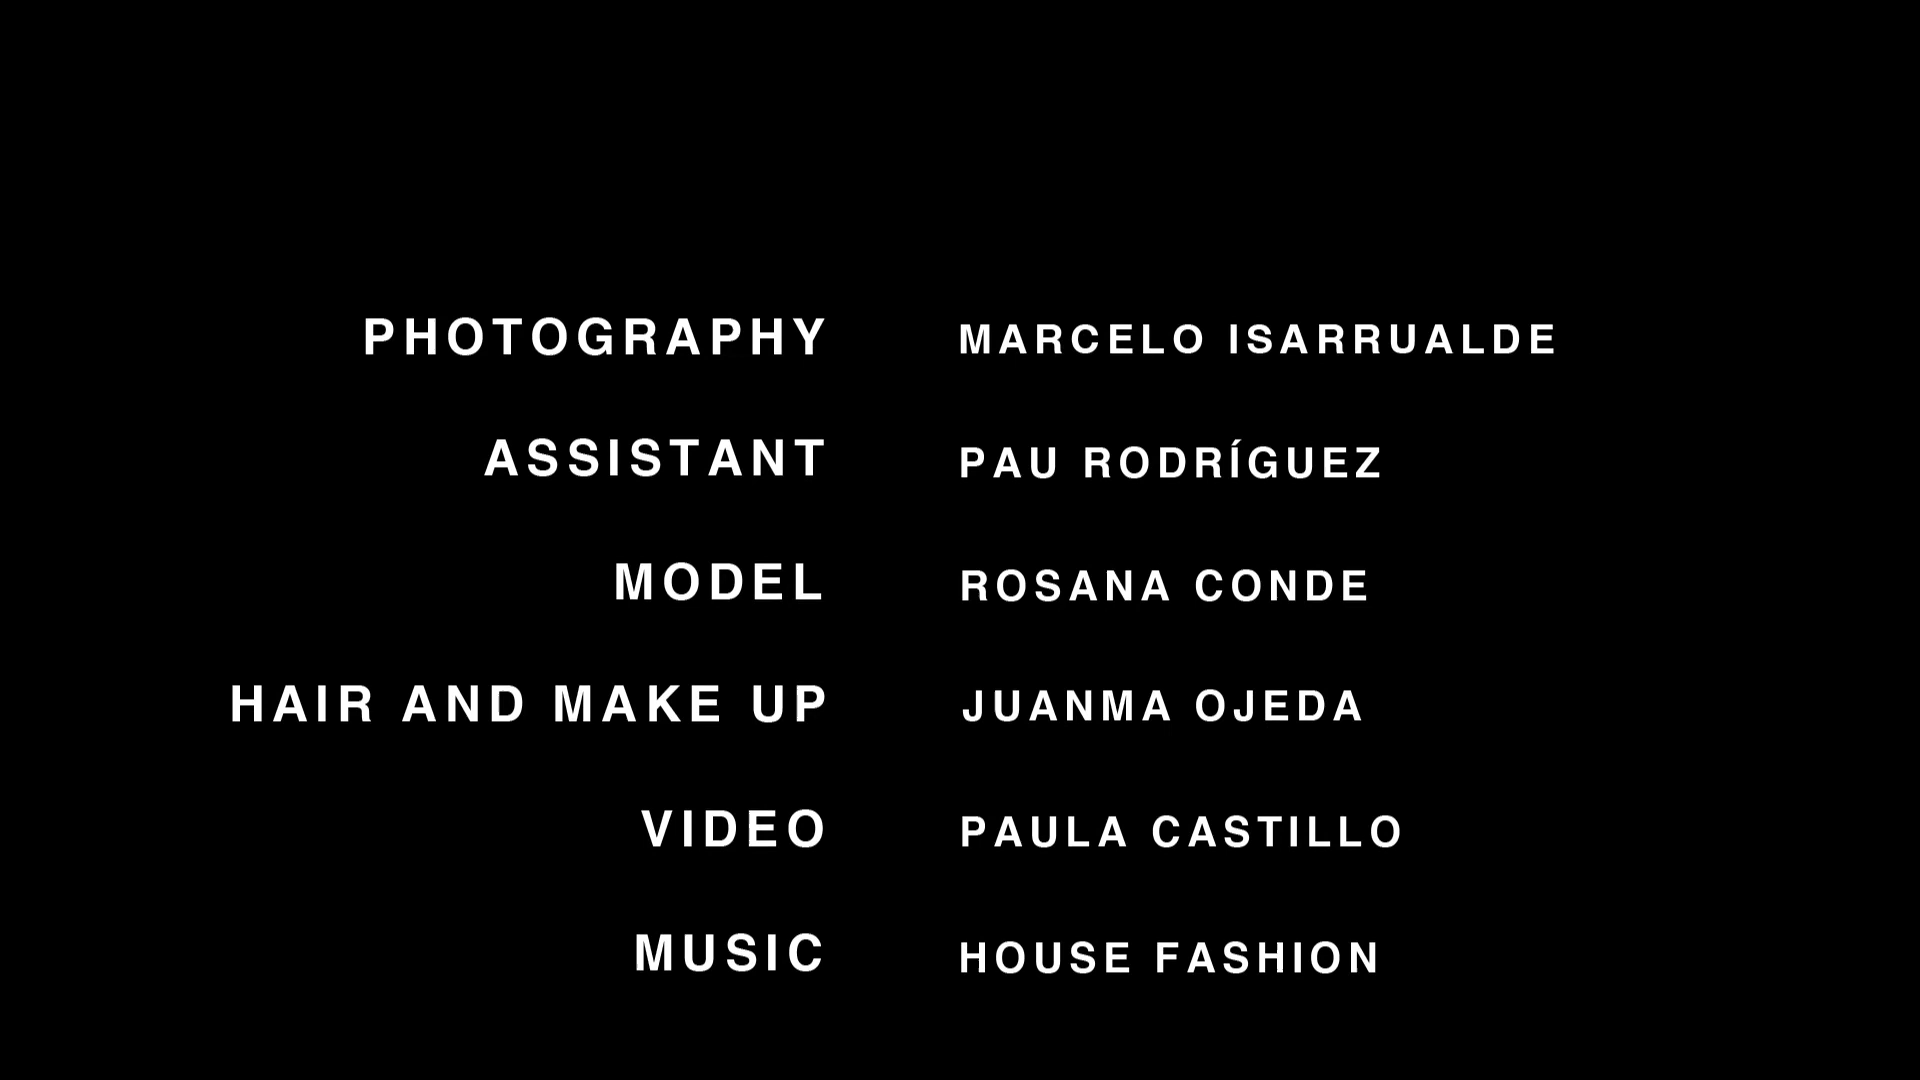 PHOTOGRAPHY MARCELO ISARRUALDE
ASSISTANT PAU RODRÍGUEZ
MODEL ROSANA CONDE
HAIR AND MAKE UP JUANMA OJEDA
VIDEO PAULA CASTILLO
MUSIC HOUSE FASHION